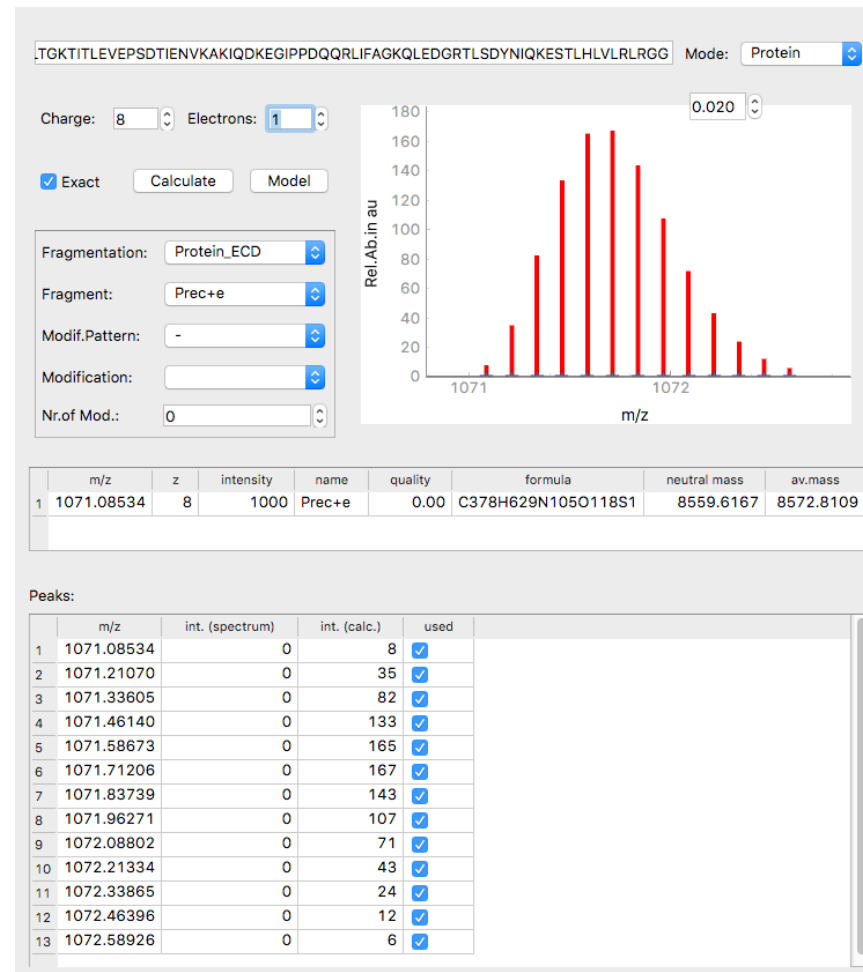 .TGKTITLEVEPSDTIENVKAKIQDKEGIPPDQQRLIFAGKQLEDGRTLSDYNIQKESTLHLVLRLRGG Mode: Protein
Charge: 8 Electrons: 1
0.020
Exact Calculate Model
Fragmentation: Protein_ECD
Fragment: Prec+e
Modif.Pattern: -
Modification:
Nr.of Mod.: 0
Rel.Ab.in au
180
160
140
120
100
80
60
40
20
0
1071 1072
m/z
m/z z intensity name quality formula neutral mass av.mass
1 1071.08534 8 1000 Prec+e 0.00 C378H629N105O118S1 8559.6167 8572.8109
Peaks:
m/z int. (spectrum) int. (calc.) used
1 1071.08534 0 8
2 1071.21070 0 35
3 1071.33605 0 82
4 1071.46140 0 133
5 1071.58673 0 165
6 1071.71206 0 167
7 1071.83739 0 143
8 1071.96271 0 107
9 1072.08802 0 71
10 1072.21334 0 43
11 1072.33865 0 24
12 1072.46396 0 12
13 1072.58926 0 6